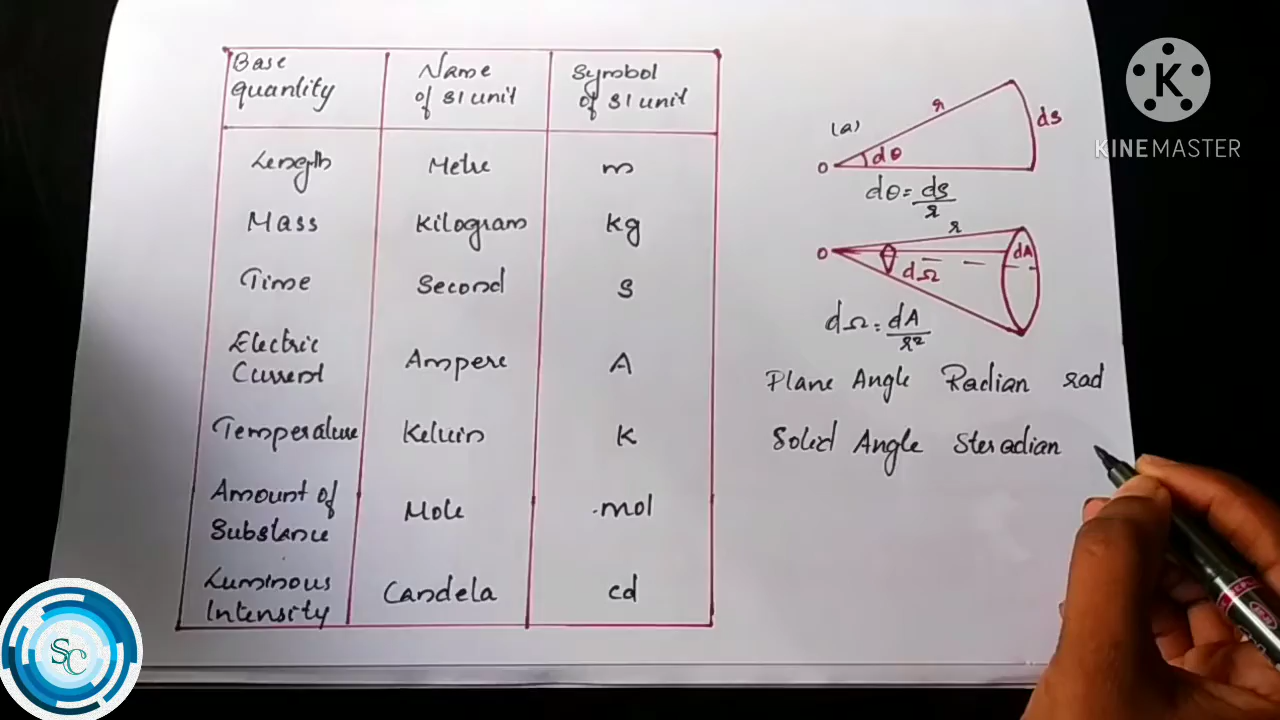 Base quantity
Name of SI unit
Symbol of SI unit
Length Metre m
Mass Kilogram kg
Time Second s
Electric Current Ampere A
Temperature Kelvin K
Amount of Substance Mole .mol
Luminous Intensity Candela cd
(a)
r
ds
O
dθ
dθ = ds/r
r
O
dA
dΩ
dΩ = dA/r²
Plane Angle Radian rad
Solid Angle Steradian
K
KINEMASTER
SC